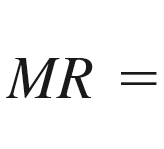 MR =